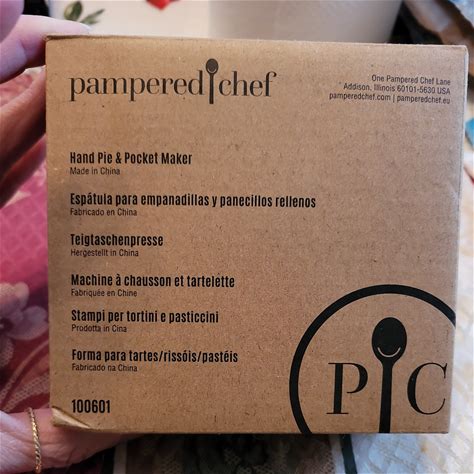 pampered chef
One Pampered Chef Lane
Addison, Illinois 60101-5630 USA
pamperedchef.com | pamperedchef.eu
Hand Pie & Pocket Maker
Made in China
Espátula para empanadillas y panecillos rellenos
Fabricado en China
Teigtaschenpresse
Hergestellt in China
Machine à chausson et tartelette
Fabriquée en Chine
Stampi per tortini e pasticcini
Prodotta in Cina
Forma para tartes/rissóis/pastéis
Fabricado na China
100601
P C